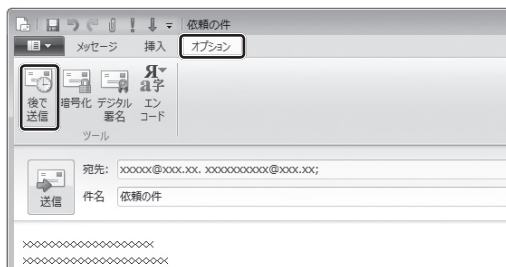 依頼の件
メッセージ 挿入 オプション
後で送信 暗号化 デジタル署名 エンコード
ツール
宛先: xxxxx@xxx.xx. xxxxxxxxxx@xxx.xx;
送信
件名 依頼の件
xxxxxxxxxxxxxxxxxxx
xxxxxxxxxxxxxxxxxxxxx